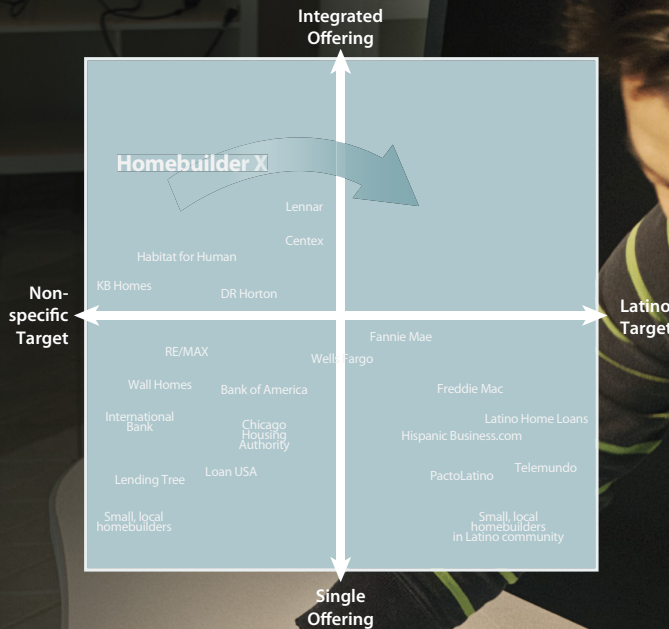 Integrated
Offering
Homebuilder X
Lennar
Centex
Habitat for Human
KB Homes
DR Horton
Non-
specific
Target
Latino
Target
Fannie Mae
RE/MAX
Wells Fargo
Wall Homes
Bank of America
Freddie Mac
International
Bank
Chicago
Housing
Authority
Latino Home Loans
Hispanic Business.com
Lending Tree
Loan USA
PactoLatino
Telemundo
Small, local
homebuilders
Small, local
homebuilders
in Latino community
Single
Offering